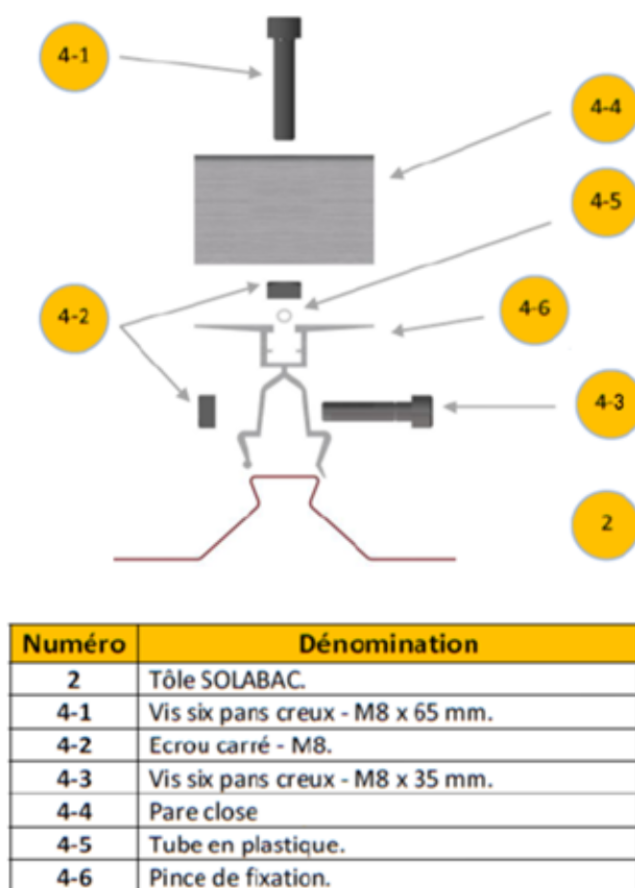 4-1
4-4
4-5
4-2
4-6
4-3
2
Numéro Dénomination
2 Tôle SOLABAC.
4-1 Vis six pans creux - M8 x 65 mm.
4-2 Ecrou carré - M8.
4-3 Vis six pans creux - M8 x 35 mm.
4-4 Pare close
4-5 Tube en plastique.
4-6 Pince de fixation.